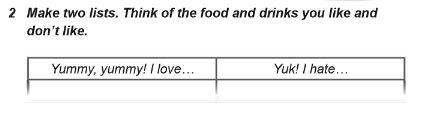 2 Make two lists. Think of the food and drinks you like and
don't like.
Yummy, yummy! I love... Yuk! I hate...